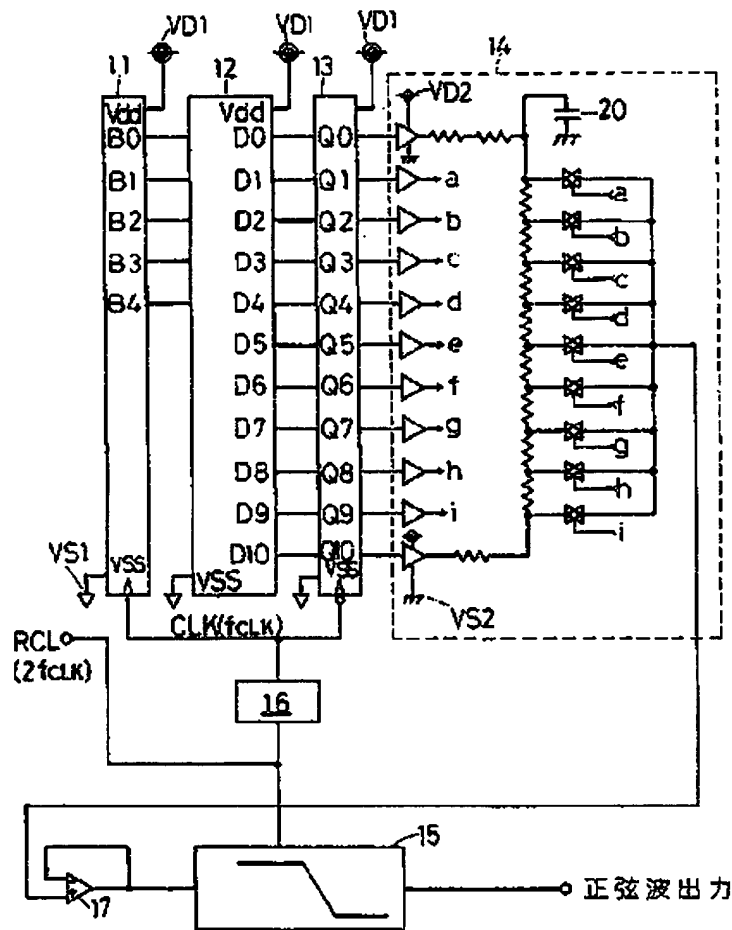 VD1 VD1 VD1
11 12 13 14
Vdd Vdd VD2
B0 D0 Q0 20
B1 D1 Q1 a a
B2 D2 Q2 b b
B3 D3 Q3 c c
B4 D4 Q4 d d
D5 Q5 e e
D6 Q6 f f
D7 Q7 g g
D8 Q8 h h
D9 Q9 i i
D10 Q10
VS1 VSS VSS VSS VS2
CLK(fCLK)
RCL
(2fCLK)
16
15
17
正弦波出力